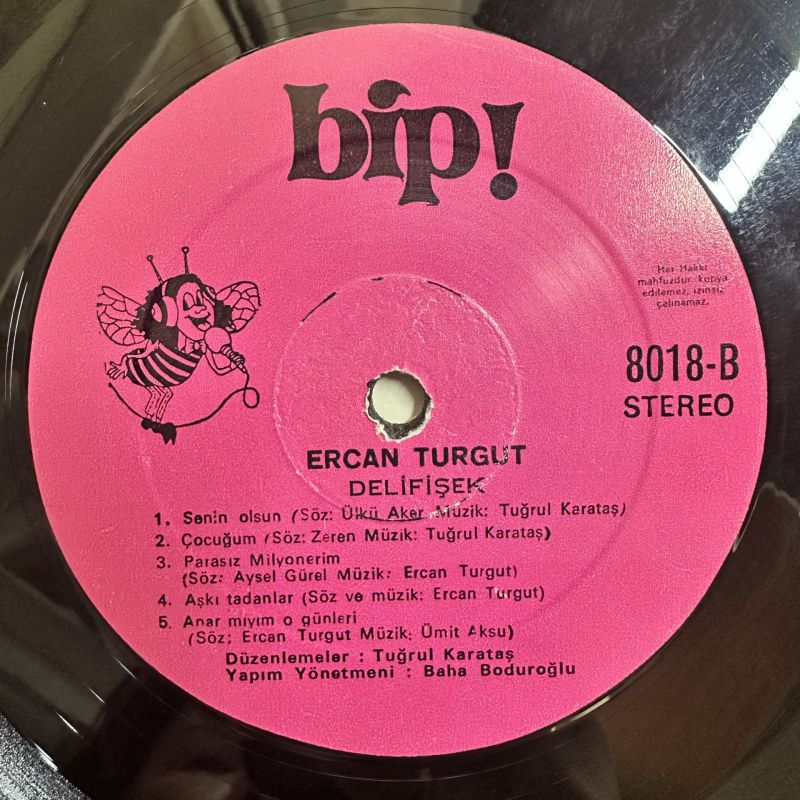 bip!
Her Hakkı
mahfuzdur. kopya
edilemez, izinsiz
çalınamaz.
8018-B
STEREO
ERCAN TURGUT
DELİFİŞEK
1. Senin olsun (Söz: Ülkü Aker Müzik: Tuğrul Karataş)
2. Çocuğum (Söz: Zeren Müzik: Tuğrul Karataş)
3. Parasız Milyonerim
(Söz: Aysel Gürel Müzik: Ercan Turgut)
4. Aşkı tadanlar (Söz ve müzik: Ercan Turgut)
5. Anar mıyım o günleri
(Söz: Ercan Turgut Müzik: Ümit Aksu)
Düzenlemeler : Tuğrul Karataş
Yapım Yönetmeni : Baha Boduroğlu